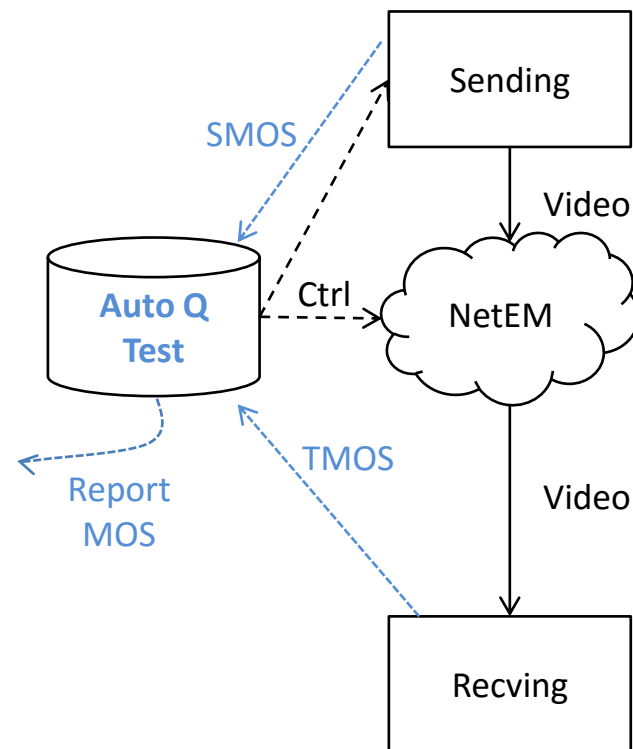 Sending
SMOS
Video
Ctrl
NetEM
Auto Q
Test
TMOS
Report
MOS
Video
Recving